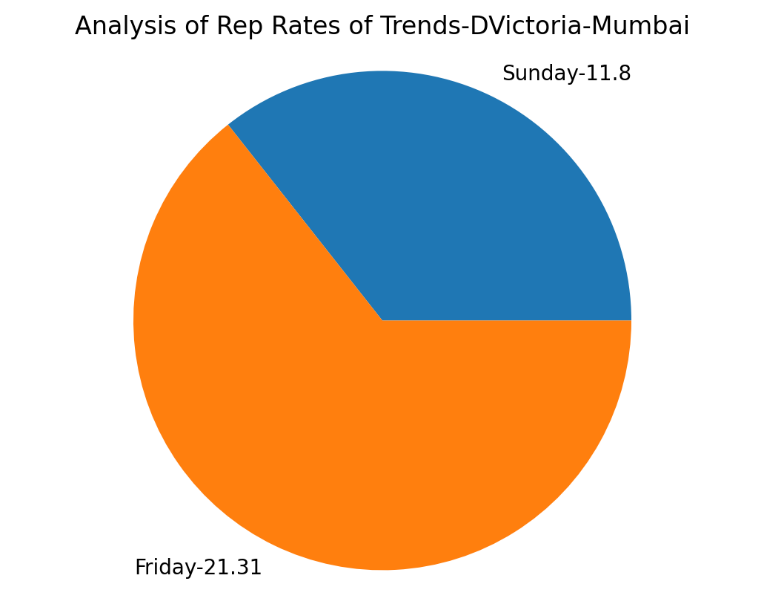 Analysis of Rep Rates of Trends-DVictoria-Mumbai
Sunday-11.8
Friday-21.31